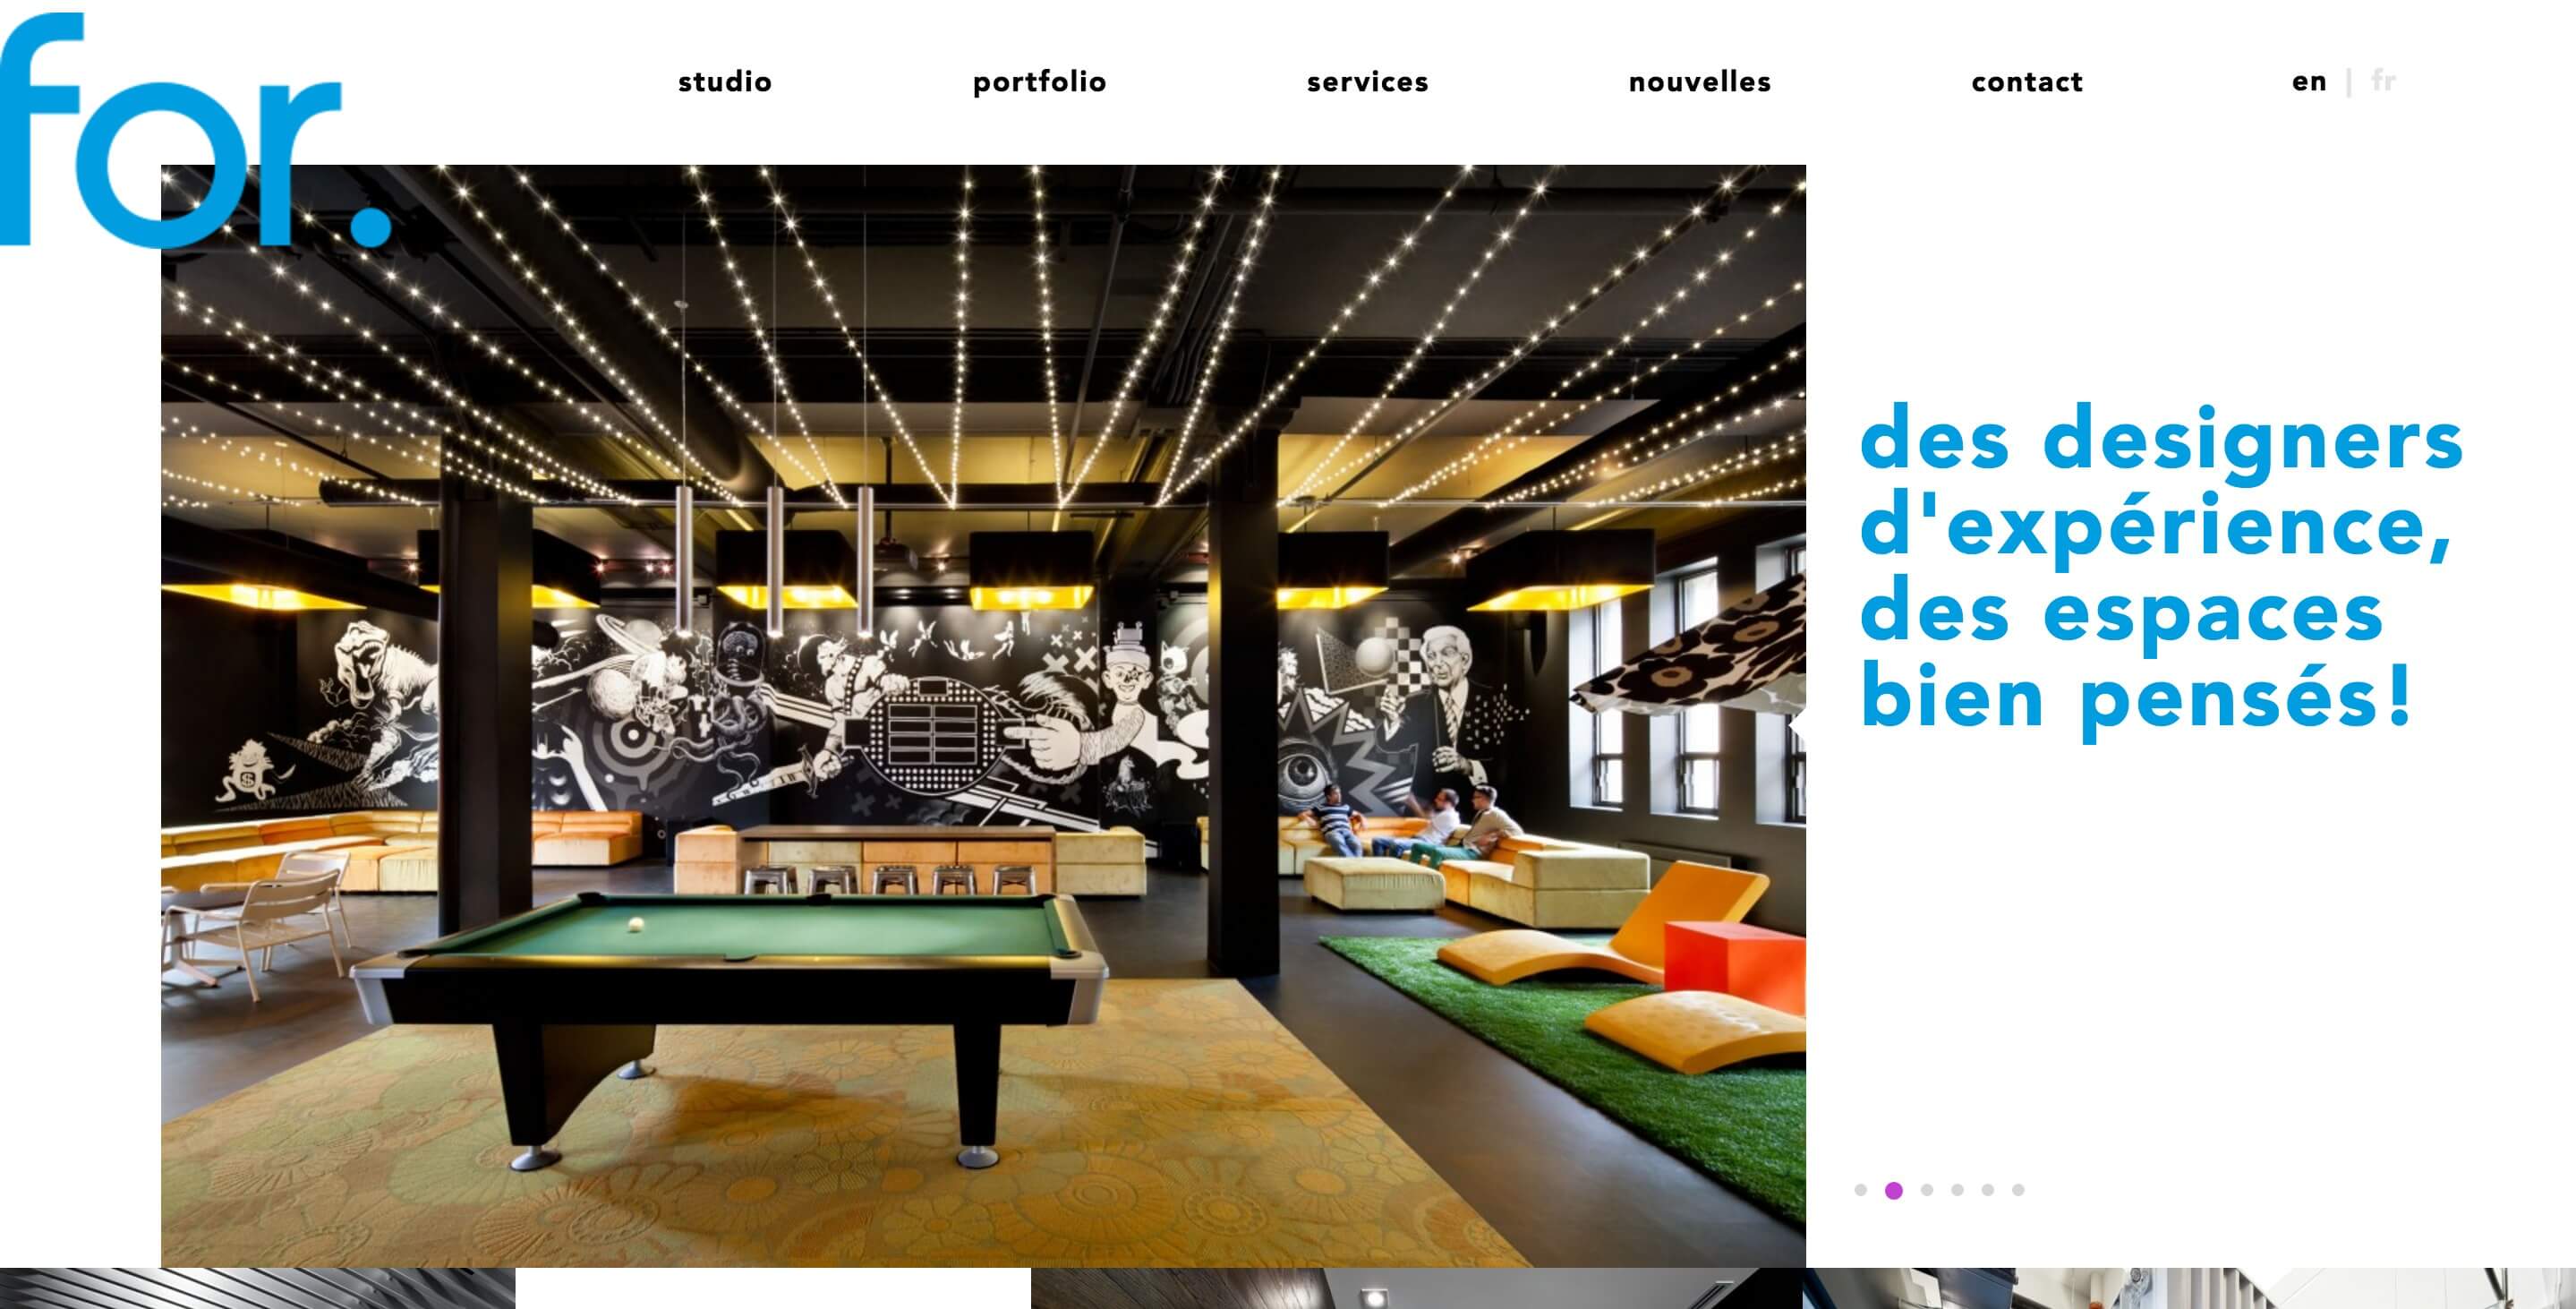 for.
studio portfolio services nouvelles contact en | fr
des designers
d'expérience,
des espaces
bien pensés!